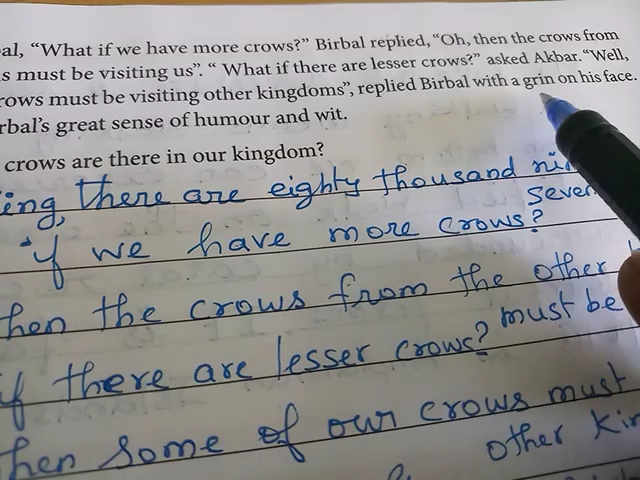 al, “What if we have more crows?” Birbal replied, “Oh, then the crows from
s must be visiting us”. “ What if there are lesser crows?” asked Akbar. “Well,
rows must be visiting other kingdoms”, replied Birbal with a grin on his face.
rbal’s great sense of humour and wit.
crows are there in our kingdom?
ing, there are eighty thousand ni
seven
if we have more crows?
hen the crows from the other
must be
if there are lesser crows?
hen some of our crows must
other kin